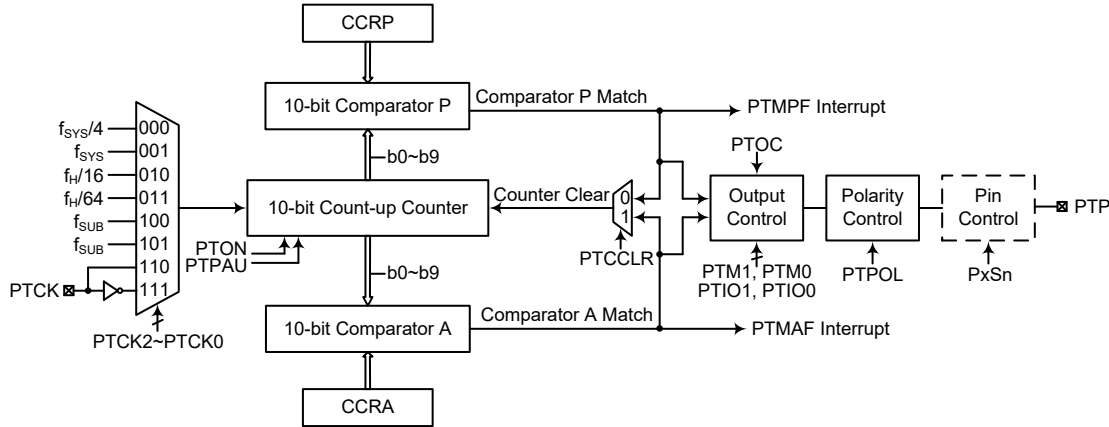 CCRP
10-bit Comparator P
Comparator P Match
PTMPF Interrupt
fSYS/4
000
fSYS
001
fH/16
010
fH/64
011
fSUB
100
fSUB
101
110
111
PTCK
PTCK2~PTCK0
b0~b9
10-bit Count-up Counter
Counter Clear
0
1
PTCCLR
PTON
PTPAU
b0~b9
PTOC
Output
Control
PTM1, PTM0
PTIO1, PTIO0
Polarity
Control
PTPOL
Pin
Control
PxSn
PTP
10-bit Comparator A
Comparator A Match
PTMAF Interrupt
CCRA